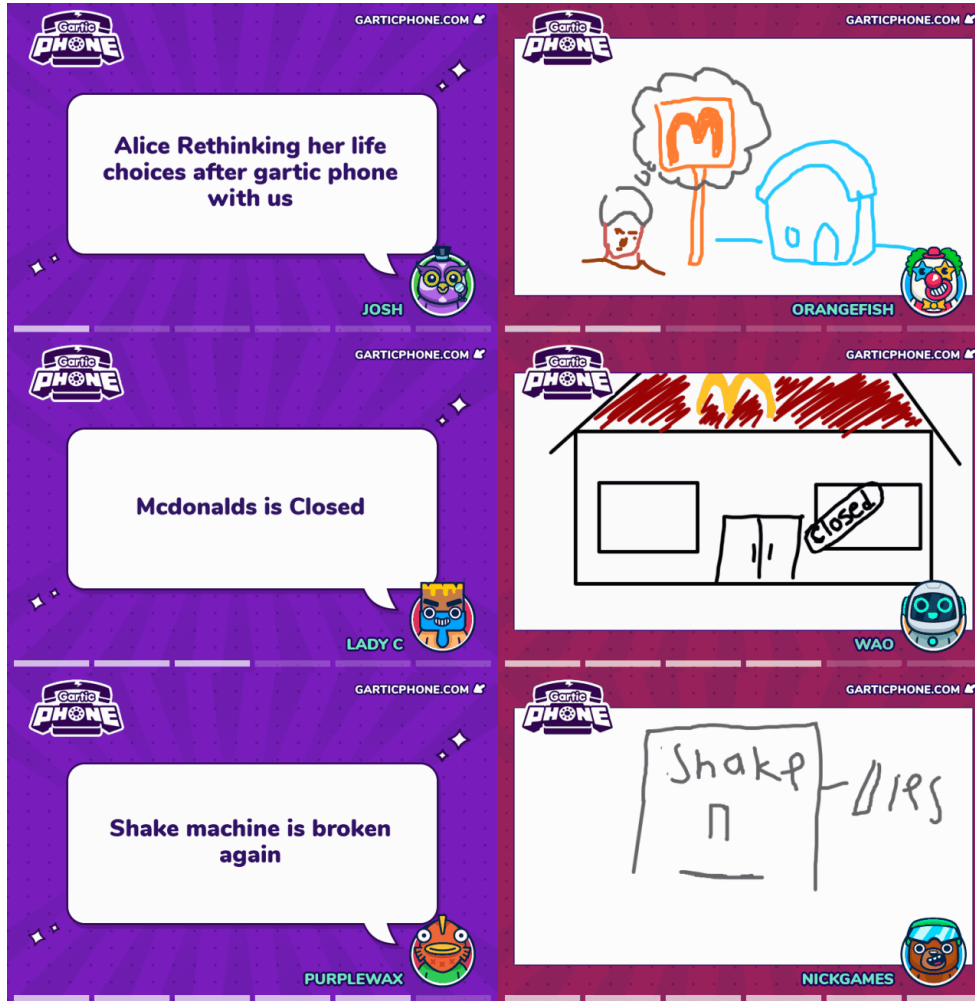 Gartic
PHONE
GARTICPHONE.COM
Alice Rethinking her life
choices after gartic phone
with us
JOSH
Gartic
PHONE
GARTICPHONE.COM
M
ORANGEFISH
Gartic
PHONE
GARTICPHONE.COM
Mcdonalds is Closed
LADY C
Gartic
PHONE
GARTICPHONE.COM
M
Closed
WAO
Gartic
PHONE
GARTICPHONE.COM
Shake machine is broken
again
PURPLEWAX
Gartic
PHONE
GARTICPHONE.COM
Shake
Dies
NICKGAMES